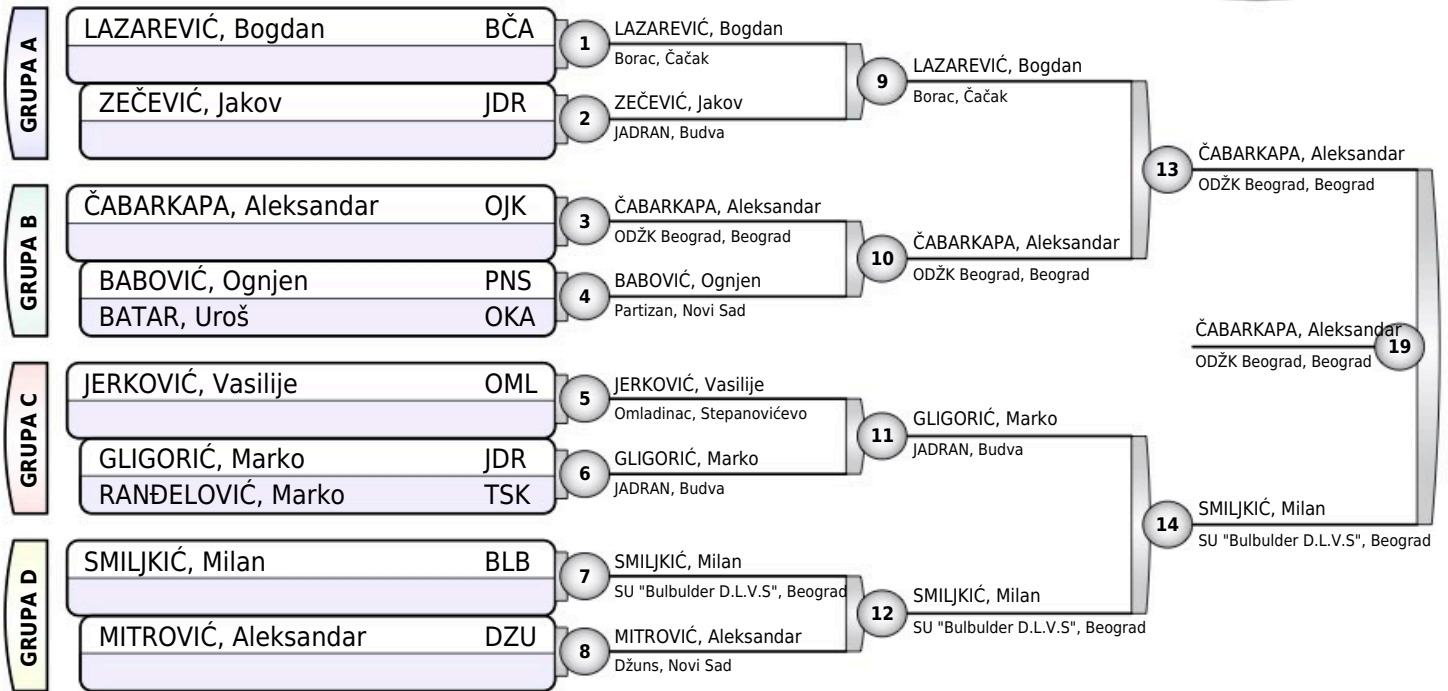 GRUPA A
LAZAREVIĆ, Bogdan BČA
ZEČEVIĆ, Jakov JDR
GRUPA B
ČABARKAPA, Aleksandar OJK
BABOVIĆ, Ognjen PNS
BATAR, Uroš OKA
GRUPA C
JERKOVIĆ, Vasilije OML
GLIGORIĆ, Marko JDR
RANĐELOVIĆ, Marko TSK
GRUPA D
SMILJKIĆ, Milan BLB
MITROVIĆ, Aleksandar DZU
1
LAZAREVIĆ, Bogdan
Borac, Čačak
2
ZEČEVIĆ, Jakov
JADRAN, Budva
3
ČABARKAPA, Aleksandar
ODŽK Beograd, Beograd
4
BABOVIĆ, Ognjen
Partizan, Novi Sad
5
JERKOVIĆ, Vasilije
Omladinac, Stepanovićevo
6
GLIGORIĆ, Marko
JADRAN, Budva
7
SMILJKIĆ, Milan
SU "Bulbulder D.L.V.S", Beograd
8
MITROVIĆ, Aleksandar
Džuns, Novi Sad
9
LAZAREVIĆ, Bogdan
Borac, Čačak
10
ČABARKAPA, Aleksandar
ODŽK Beograd, Beograd
11
GLIGORIĆ, Marko
JADRAN, Budva
12
SMILJKIĆ, Milan
SU "Bulbulder D.L.V.S", Beograd
13
ČABARKAPA, Aleksandar
ODŽK Beograd, Beograd
14
SMILJKIĆ, Milan
SU "Bulbulder D.L.V.S", Beograd
ČABARKAPA, Aleksandar
ODŽK Beograd, Beograd
19